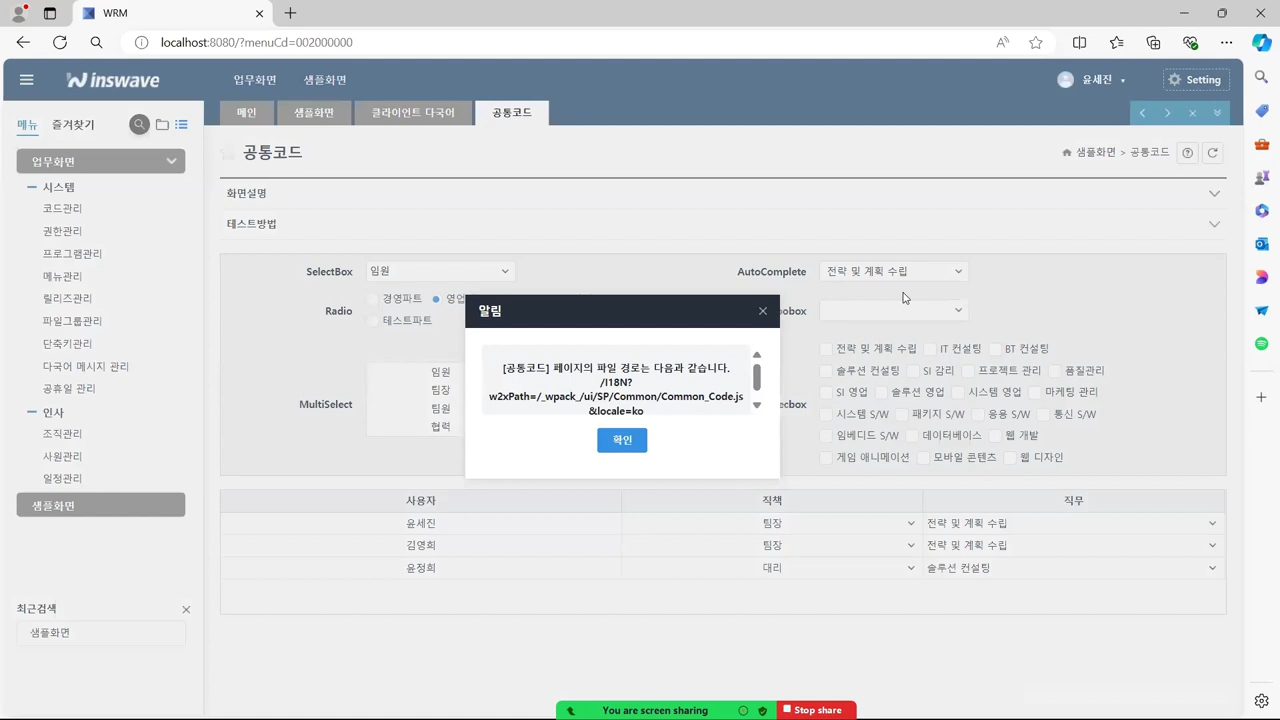 WRM
localhost:8080/?menuCd=002000000
inswave
업무화면
샘플화면
윤세진
Setting
메뉴
즐겨찾기
메인
샘플화면
클라이언트 다국어
공통코드
업무화면
시스템
코드관리
권한관리
프로그램관리
메뉴관리
릴리즈관리
파일그룹관리
단축키관리
다국어 메시지 관리
공휴일 관리
인사
조직관리
사원관리
일정관리
샘플화면
최근검색
샘플화면
공통코드
샘플화면 > 공통코드
화면설명
테스트방법
SelectBox
임원
AutoComplete
전략 및 계획 수립
Radio
경영파트
영업
테스트파트
obox
MultiSelect
임원
팀장
팀원
협력
cbox
전략 및 계획 수립
IT 컨설팅
BT 컨설팅
솔루션 컨설팅
SI 감리
프로젝트 관리
품질관리
SI 영업
솔루션 영업
시스템 영업
마케팅 관리
시스템 S/W
패키지 S/W
응용 S/W
통신 S/W
임베디드 S/W
데이터베이스
웹 개발
게임 애니메이션
모바일 콘텐츠
웹 디자인
알림
[공통코드] 페이지의 파일 경로는 다음과 같습니다.
/I18N?
w2xPath=/_wpack_/ui/SP/Common/Common_Code.js
&locale=ko
확인
사용자
직책
직무
윤세진
팀장
전략 및 계획 수립
김영희
팀장
전략 및 계획 수립
윤정희
대리
솔루션 컨설팅
You are screen sharing
Stop share